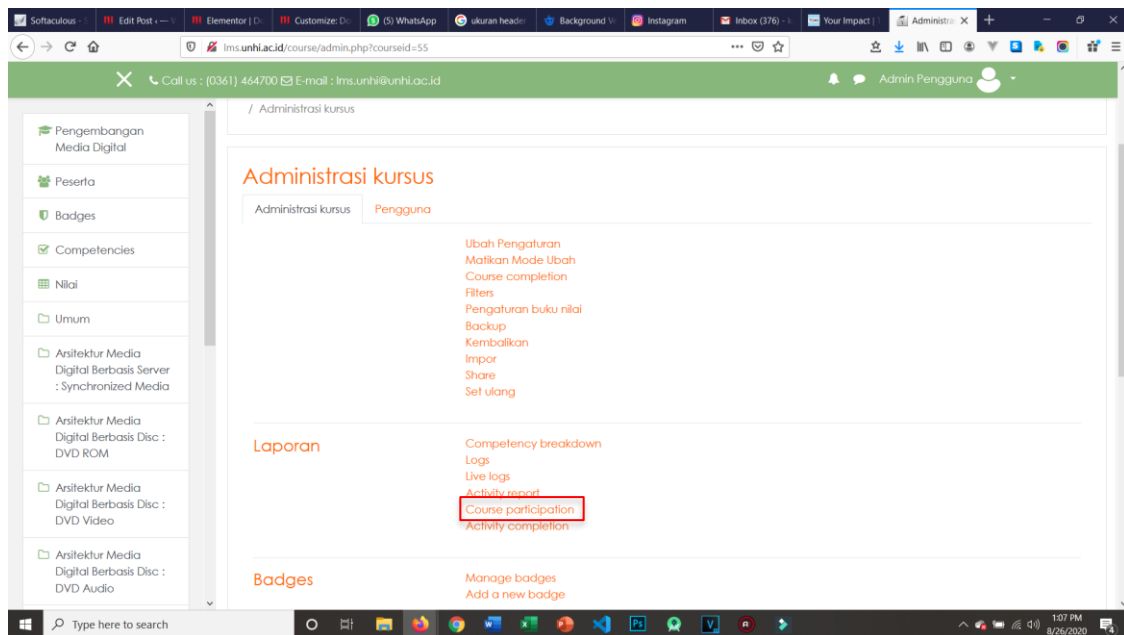 Softaculous - S
Edit Post ‹ — V
Elementor | Do
Customize: Do
(5) WhatsApp
ukuran header
Background Ve
Instagram
Inbox (376) - k
Your Impact | T
Administra
lms.unhi.ac.id/course/admin.php?courseid=55
Call us : (0361) 464700 E-mail : lms.unhi@unhi.ac.id
Admin Pengguna
/ Administrasi kursus
Pengembangan
Media Digital
Peserta
Badges
Competencies
Nilai
Umum
Arsitektur Media
Digital Berbasis Server
: Synchronized Media
Arsitektur Media
Digital Berbasis Disc :
DVD ROM
Arsitektur Media
Digital Berbasis Disc :
DVD Video
Arsitektur Media
Digital Berbasis Disc :
DVD Audio
Administrasi kursus
Administrasi kursus
Pengguna
Ubah Pengaturan
Matikan Mode Ubah
Course completion
Filters
Pengaturan buku nilai
Backup
Kembalikan
Impor
Share
Set ulang
Laporan
Competency breakdown
Logs
Live logs
Activity report
Course participation
Activity completion
Badges
Manage badges
Add a new badge
Type here to search
1:07 PM
8/26/2020